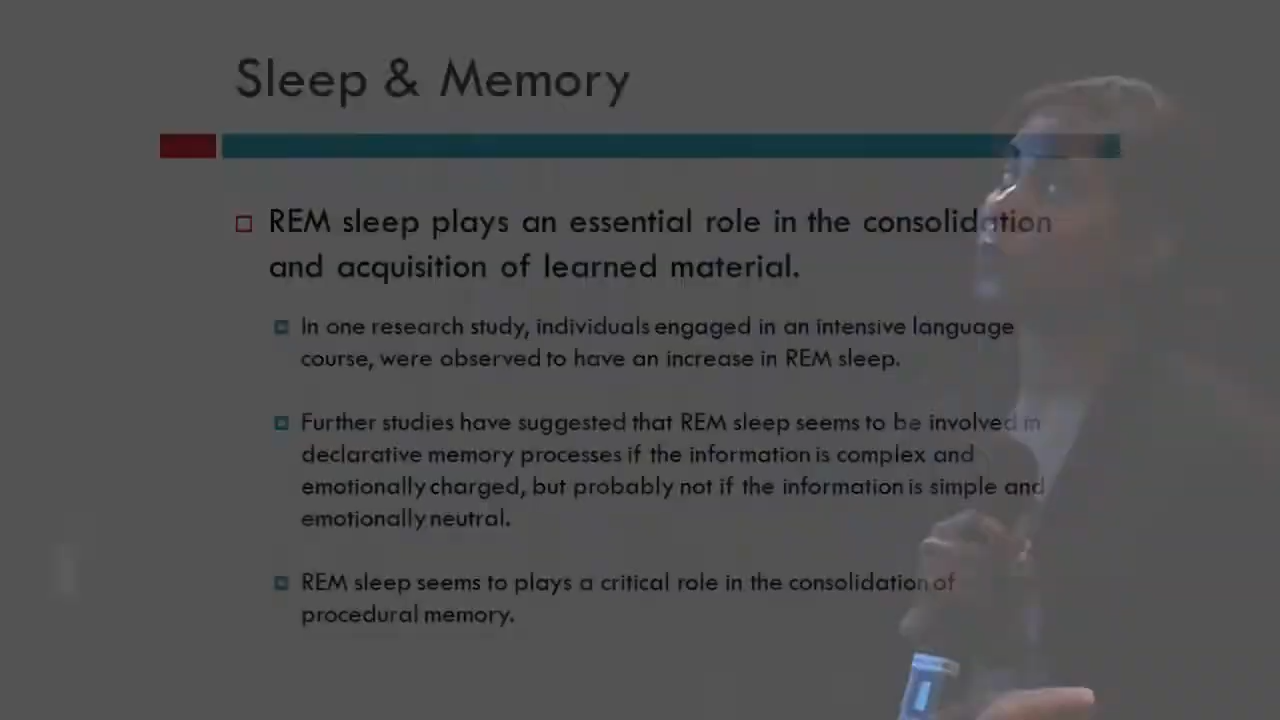 Sleep & Memory
REM sleep plays an essential role in the consolidation
and acquisition of learned material.
In one research study, individuals engaged in an intensive language
course, were observed to have an increase in REM sleep.
Further studies have suggested that REM sleep seems to be involved in
declarative memory processes if the information is complex and
emotionally charged, but probably not if the information is simple and
emotionally neutral.
REM sleep seems to plays a critical role in the consolidation of
procedural memory.